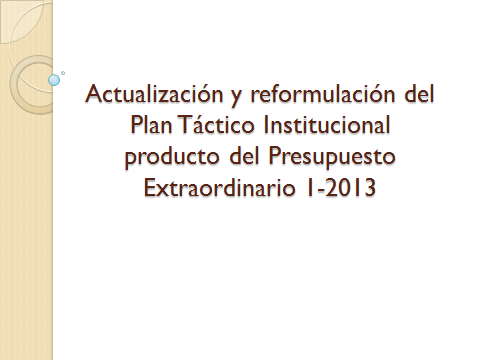 Actualización y reformulación del
Plan Táctico Institucional
producto del Presupuesto
Extraordinario 1-2013